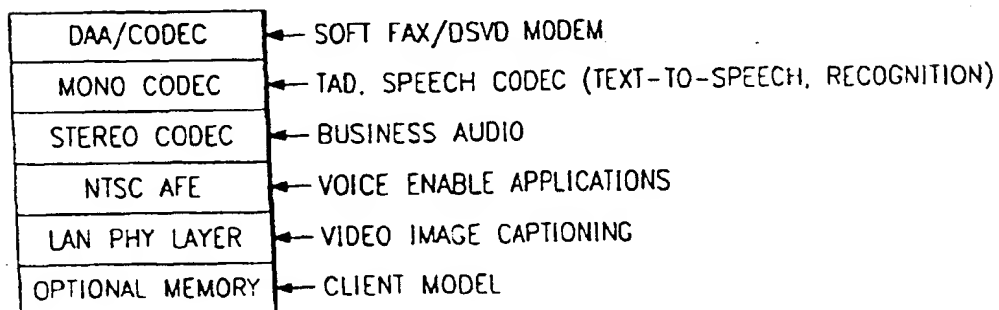 DAA/CODEC ← SOFT FAX/DSVD MODEM
MONO CODEC ← TAD, SPEECH CODEC (TEXT-TO-SPEECH, RECOGNITION)
STEREO CODEC ← BUSINESS AUDIO
NTSC AFE ← VOICE ENABLE APPLICATIONS
LAN PHY LAYER ← VIDEO IMAGE CAPTIONING
OPTIONAL MEMORY ← CLIENT MODEL